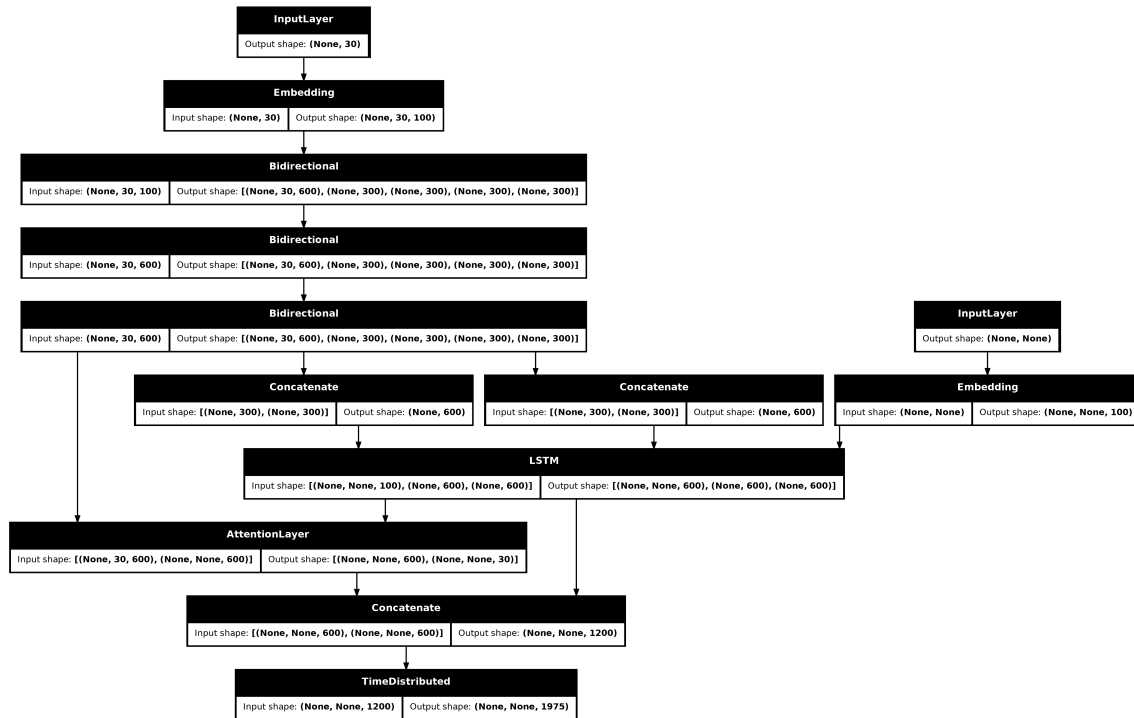 InputLayer
Output shape: (None, 30)
Embedding
Input shape: (None, 30) Output shape: (None, 30, 100)
Bidirectional
Input shape: (None, 30, 100) Output shape: [(None, 30, 600), (None, 300), (None, 300), (None, 300), (None, 300)]
Bidirectional
Input shape: (None, 30, 600) Output shape: [(None, 30, 600), (None, 300), (None, 300), (None, 300), (None, 300)]
Bidirectional
Input shape: (None, 30, 600) Output shape: [(None, 30, 600), (None, 300), (None, 300), (None, 300), (None, 300)]
InputLayer
Output shape: (None, None)
Concatenate
Input shape: [(None, 300), (None, 300)] Output shape: (None, 600)
Concatenate
Input shape: [(None, 300), (None, 300)] Output shape: (None, 600)
Embedding
Input shape: (None, None) Output shape: (None, None, 100)
LSTM
Input shape: [(None, None, 100), (None, 600), (None, 600)] Output shape: [(None, None, 600), (None, 600), (None, 600)]
AttentionLayer
Input shape: [(None, 30, 600), (None, None, 600)] Output shape: [(None, None, 600), (None, None, 30)]
Concatenate
Input shape: [(None, None, 600), (None, None, 600)] Output shape: (None, None, 1200)
TimeDistributed
Input shape: (None, None, 1200) Output shape: (None, None, 1975)